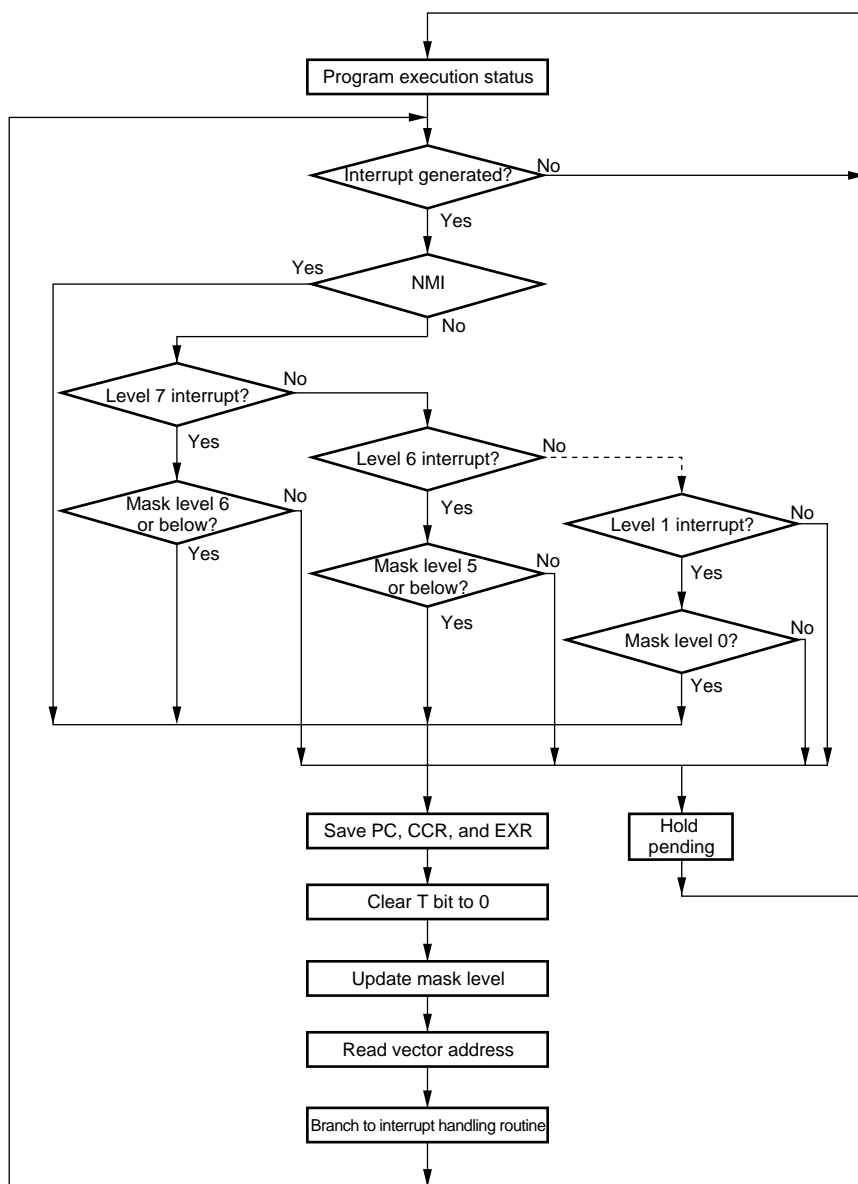 Program execution status
Interrupt generated?
No
Yes
Yes
NMI
No
Level 7 interrupt?
No
Yes
Level 6 interrupt?
No
Yes
Mask level 6
or below?
No
Yes
Level 1 interrupt?
No
Yes
Mask level 5
or below?
No
Yes
Mask level 0?
No
Yes
Save PC, CCR, and EXR
Hold
pending
Clear T bit to 0
Update mask level
Read vector address
Branch to interrupt handling routine